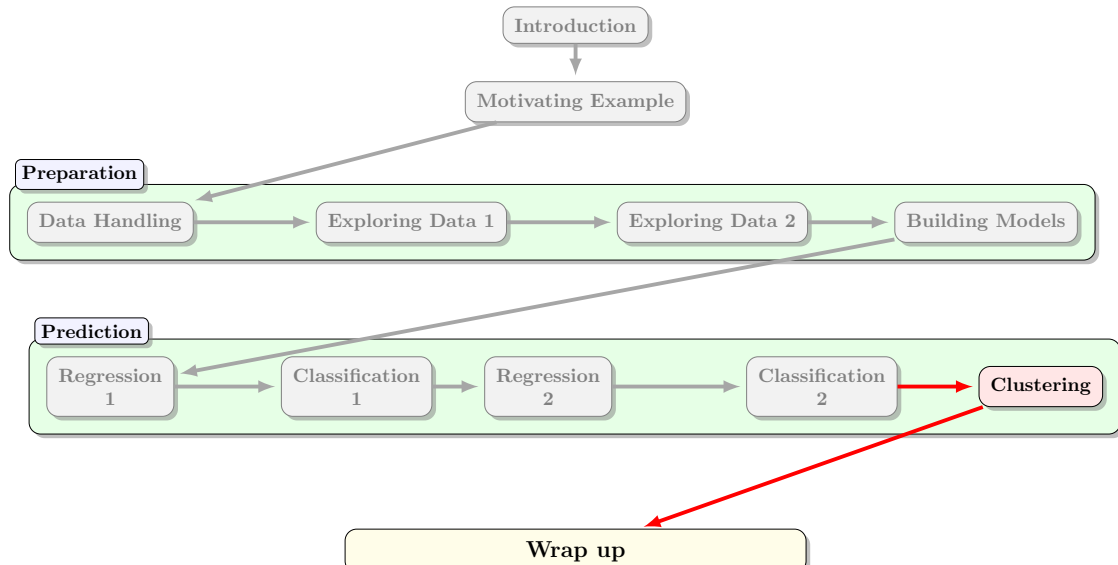 Introduction
Motivating Example
Preparation
Data Handling
Exploring Data 1
Exploring Data 2
Building Models
Prediction
Regression
1
Classification
1
Regression
2
Classification
2
Clustering
Wrap up